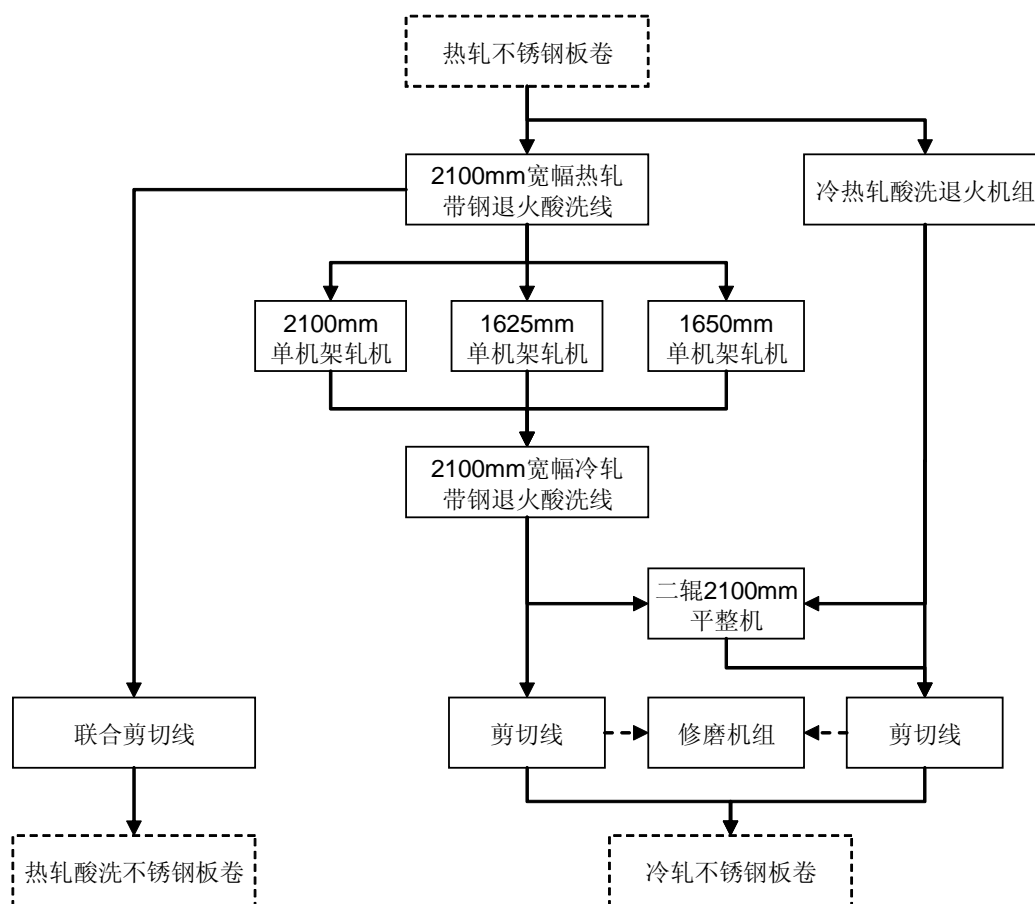 热轧不锈钢板卷
2100mm宽幅热轧
带钢退火酸洗线
冷热轧酸洗退火机组
2100mm
单机架轧机
1625mm
单机架轧机
1650mm
单机架轧机
2100mm宽幅冷轧
带钢退火酸洗线
二辊2100mm
平整机
联合剪切线
剪切线
修磨机组
剪切线
热轧酸洗不锈钢板卷
冷轧不锈钢板卷